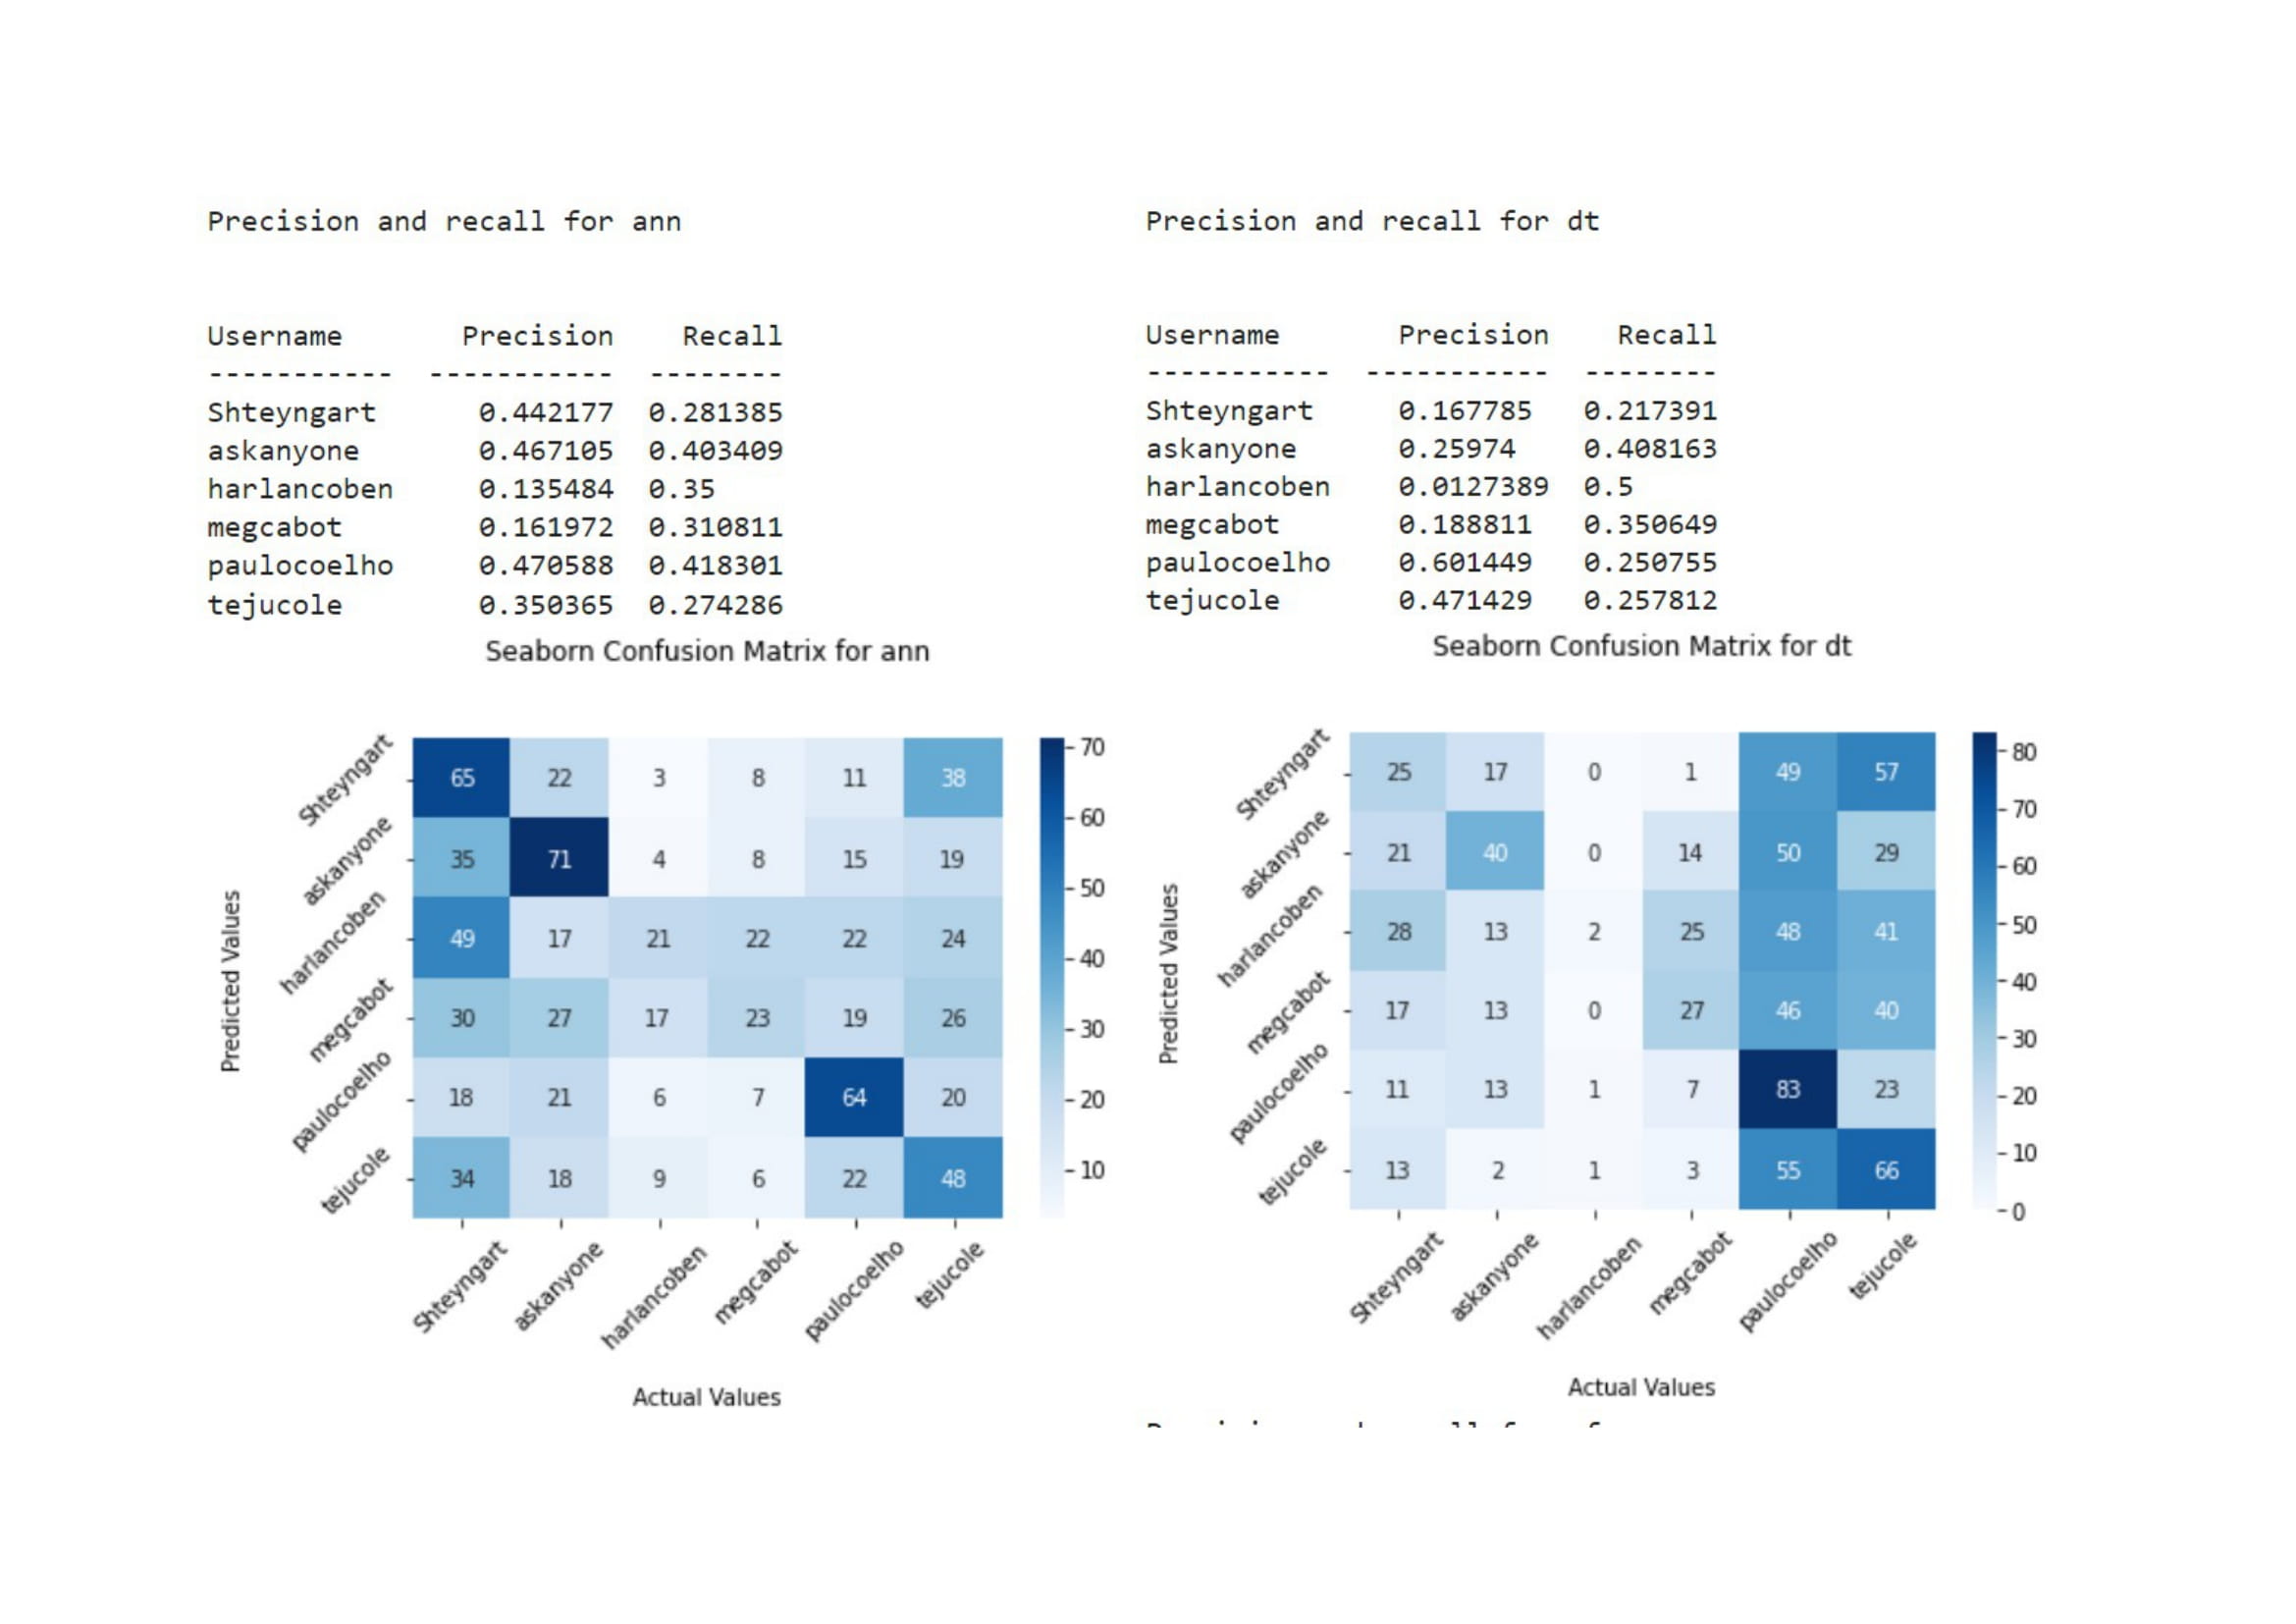 Precision and recall for ann
Username Precision Recall
----------- ----------- --------
Shteyngart 0.442177 0.281385
askanyone 0.467105 0.403409
harlancoben 0.135484 0.35
megcabot 0.161972 0.310811
paulocoelho 0.470588 0.418301
tejucole 0.350365 0.274286
Seaborn Confusion Matrix for ann
Predicted Values
Shteyngart 65 22 3 8 11 38
askanyone 35 71 4 8 15 19
harlancoben 49 17 21 22 22 24
megcabot 30 27 17 23 19 26
paulocoelho 18 21 6 7 64 20
tejucole 34 18 9 6 22 48
Shteyngart askanyone harlancoben megcabot paulocoelho tejucole
Actual Values
70
60
50
40
30
20
10
Precision and recall for dt
Username Precision Recall
----------- ----------- --------
Shteyngart 0.167785 0.217391
askanyone 0.25974 0.408163
harlancoben 0.0127389 0.5
megcabot 0.188811 0.350649
paulocoelho 0.601449 0.250755
tejucole 0.471429 0.257812
Seaborn Confusion Matrix for dt
Predicted Values
Shteyngart 25 17 0 1 49 57
askanyone 21 40 0 14 50 29
harlancoben 28 13 2 25 48 41
megcabot 17 13 0 27 46 40
paulocoelho 11 13 1 7 83 23
tejucole 13 2 1 3 55 66
Shteyngart askanyone harlancoben megcabot paulocoelho tejucole
Actual Values
80
70
60
50
40
30
20
10
0